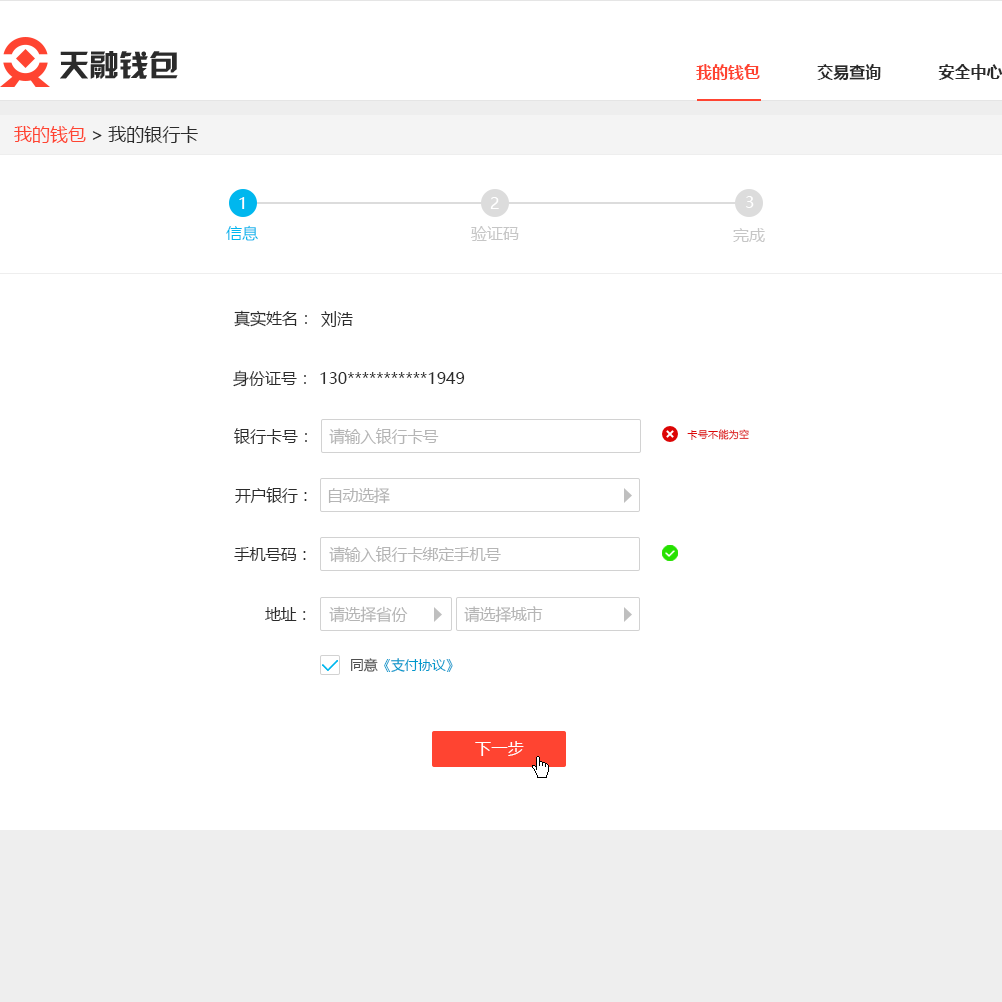 天融钱包
我的钱包 交易查询 安全中心
我的钱包 > 我的银行卡
1 2 3
信息 验证码 完成
真实姓名： 刘浩
身份证号： 130***********1949
银行卡号： 请输入银行卡号 卡号不能为空
开户银行： 自动选择
手机号码： 请输入银行卡绑定手机号
地址： 请选择省份 请选择城市
同意《支付协议》
下一步